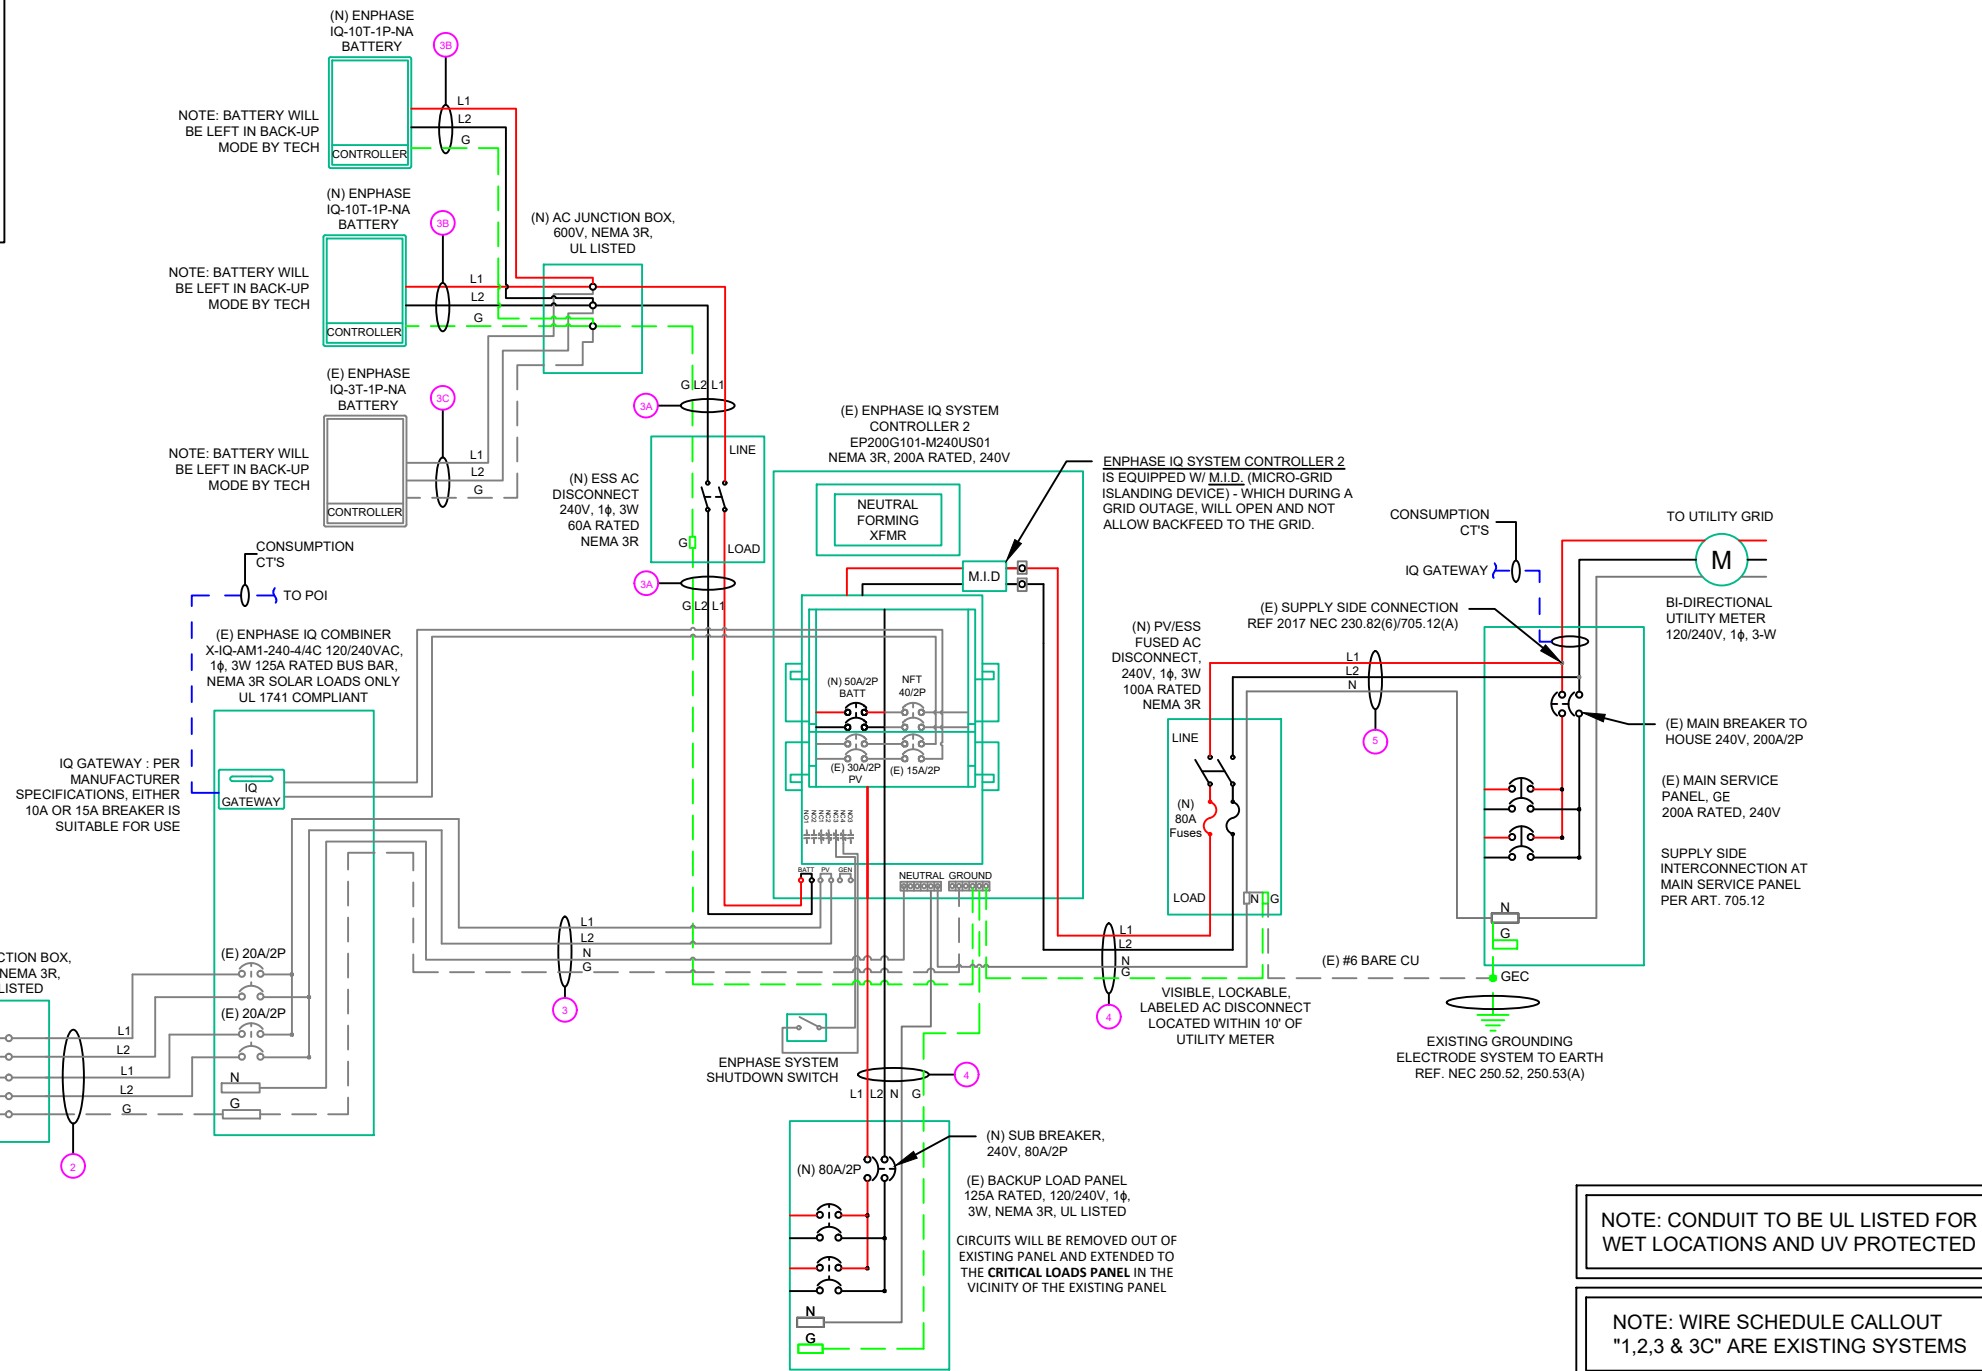 (N) ENPHASE
IQ-10T-1P-NA
BATTERY
3B
NOTE: BATTERY WILL
BE LEFT IN BACK-UP
MODE BY TECH
CONTROLLER
L1
L2
G
(N) ENPHASE
IQ-10T-1P-NA
BATTERY
3B
NOTE: BATTERY WILL
BE LEFT IN BACK-UP
MODE BY TECH
CONTROLLER
L1
L2
G
(N) AC JUNCTION BOX,
600V, NEMA 3R,
UL LISTED
(E) ENPHASE
IQ-3T-1P-NA
BATTERY
3C
NOTE: BATTERY WILL
BE LEFT IN BACK-UP
MODE BY TECH
CONTROLLER
L1
L2
G
G L2 L1
3A
LINE
(N) ESS AC
DISCONNECT
240V, 1ϕ, 3W
60A RATED
NEMA 3R
G
LOAD
3A
G L2 L1
(E) ENPHASE IQ SYSTEM
CONTROLLER 2
EP200G101-M240US01
NEMA 3R, 200A RATED, 240V
NEUTRAL
FORMING
XFMR
M.I.D
ENPHASE IQ SYSTEM CONTROLLER 2
IS EQUIPPED W/ M.I.D. (MICRO-GRID
ISLANDING DEVICE) - WHICH DURING A
GRID OUTAGE, WILL OPEN AND NOT
ALLOW BACKFEED TO THE GRID.
(N) 50A/2P
BATT
NFT
40/2P
(E) 30A/2P
PV
(E) 15A/2P
NO1
NO2
NC1
NC2
NC3
NC4
NO3
BATT PV GEN
NEUTRAL GROUND
CONSUMPTION
CT'S
TO POI
(E) ENPHASE IQ COMBINER
X-IQ-AM1-240-4/4C 120/240VAC,
1ϕ, 3W 125A RATED BUS BAR,
NEMA 3R SOLAR LOADS ONLY
UL 1741 COMPLIANT
IQ GATEWAY : PER
MANUFACTURER
SPECIFICATIONS, EITHER
10A OR 15A BREAKER IS
SUITABLE FOR USE
IQ
GATEWAY
(E) 20A/2P
(E) 20A/2P
N
G
CTION BOX,
NEMA 3R,
LISTED
L1
L2
L1
L2
G
2
L1
L2
N
G
3
ENPHASE SYSTEM
SHUTDOWN SWITCH
L1 L2 N G
4
(N) 80A/2P
(N) SUB BREAKER,
240V, 80A/2P
(E) BACKUP LOAD PANEL
125A RATED, 120/240V, 1ϕ,
3W, NEMA 3R, UL LISTED
CIRCUITS WILL BE REMOVED OUT OF
EXISTING PANEL AND EXTENDED TO
THE CRITICAL LOADS PANEL IN THE
VICINITY OF THE EXISTING PANEL
N
G
L1
L2
N
G
4
(N) PV/ESS
FUSED AC
DISCONNECT,
240V, 1ϕ, 3W
100A RATED
NEMA 3R
LINE
(N)
80A
Fuses
LOAD
N G
VISIBLE, LOCKABLE,
LABELED AC DISCONNECT
LOCATED WITHIN 10' OF
UTILITY METER
L1
L2
N
5
CONSUMPTION
CT'S
IQ GATEWAY
(E) SUPPLY SIDE CONNECTION
REF 2017 NEC 230.82(6)/705.12(A)
TO UTILITY GRID
M
BI-DIRECTIONAL
UTILITY METER
120/240V, 1ϕ, 3-W
(E) MAIN BREAKER TO
HOUSE 240V, 200A/2P
(E) MAIN SERVICE
PANEL, GE
200A RATED, 240V
SUPPLY SIDE
INTERCONNECTION AT
MAIN SERVICE PANEL
PER ART. 705.12
N
G
(E) #6 BARE CU
GEC
EXISTING GROUNDING
ELECTRODE SYSTEM TO EARTH
REF. NEC 250.52, 250.53(A)
NOTE: CONDUIT TO BE UL LISTED FOR
WET LOCATIONS AND UV PROTECTED
NOTE: WIRE SCHEDULE CALLOUT
"1,2,3 & 3C" ARE EXISTING SYSTEMS